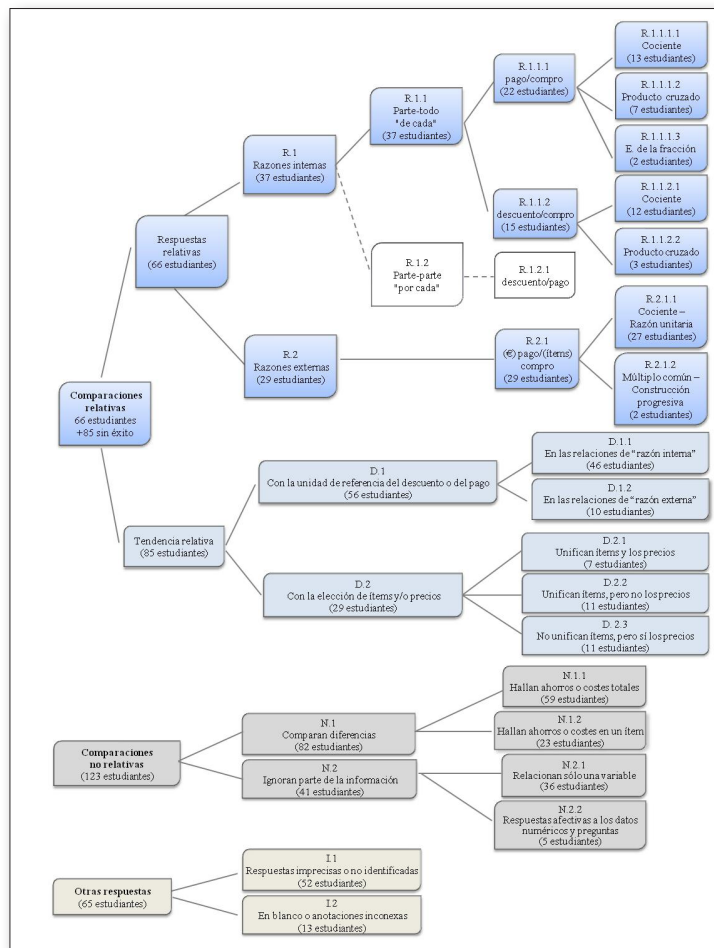 R.1.1.1.1
Cociente
(13 estudiantes)
R.1.1.1
pago/compro
(22 estudiantes)
R.1.1.1.2
Producto cruzado
(7 estudiantes)
R.1.1
Parte-todo
"de cada"
(37 estudiantes)
R.1.1.1.3
E. de la fracción
(2 estudiantes)
R.1
Razones internas
(37 estudiantes)
R.1.1.2
descuento/compro
(15 estudiantes)
R.1.1.2.1
Cociente
(12 estudiantes)
R.1.1.2.2
Producto cruzado
(3 estudiantes)
Respuestas
relativas
(66 estudiantes)
R.1.2
Parte-parte
"por cada"
R.1.2.1
descuento/pago
R.2
Razones externas
(29 estudiantes)
R.2.1
(€) pago/(ítems)
compro
(29 estudiantes)
R.2.1.1
Cociente –
Razón unitaria
(27 estudiantes)
R.2.1.2
Múltiplo común –
Construcción
progresiva
(2 estudiantes)
Comparaciones
relativas
66 estudiantes
+85 sin éxito
D.1
Con la unidad de referencia del descuento o del pago
(56 estudiantes)
D.1.1
En las relaciones de “razón interna”
(46 estudiantes)
D.1.2
En las relaciones de “razón externa”
(10 estudiantes)
Tendencia relativa
(85 estudiantes)
D.2
Con la elección de ítems y/o precios
(29 estudiantes)
D.2.1
Unifican ítems y los precios
(7 estudiantes)
D.2.2
Unifican ítems, pero no los precios
(11 estudiantes)
D.2.3
No unifican ítems, pero sí los precios
(11 estudiantes)
Comparaciones
no relativas
(123 estudiantes)
N.1
Comparan diferencias
(82 estudiantes)
N.1.1
Hallan ahorros o costes totales
(59 estudiantes)
N.1.2
Hallan ahorros o costes en un ítem
(23 estudiantes)
N.2
Ignoran parte de la información
(41 estudiantes)
N.2.1
Relacionan sólo una variable
(36 estudiantes)
N.2.2
Respuestas afectivas a los datos
numéricos y preguntas
(5 estudiantes)
Otras respuestas
(65 estudiantes)
I.1
Respuestas imprecisas o no identificadas
(52 estudiantes)
I.2
En blanco o anotaciones inconexas
(13 estudiantes)